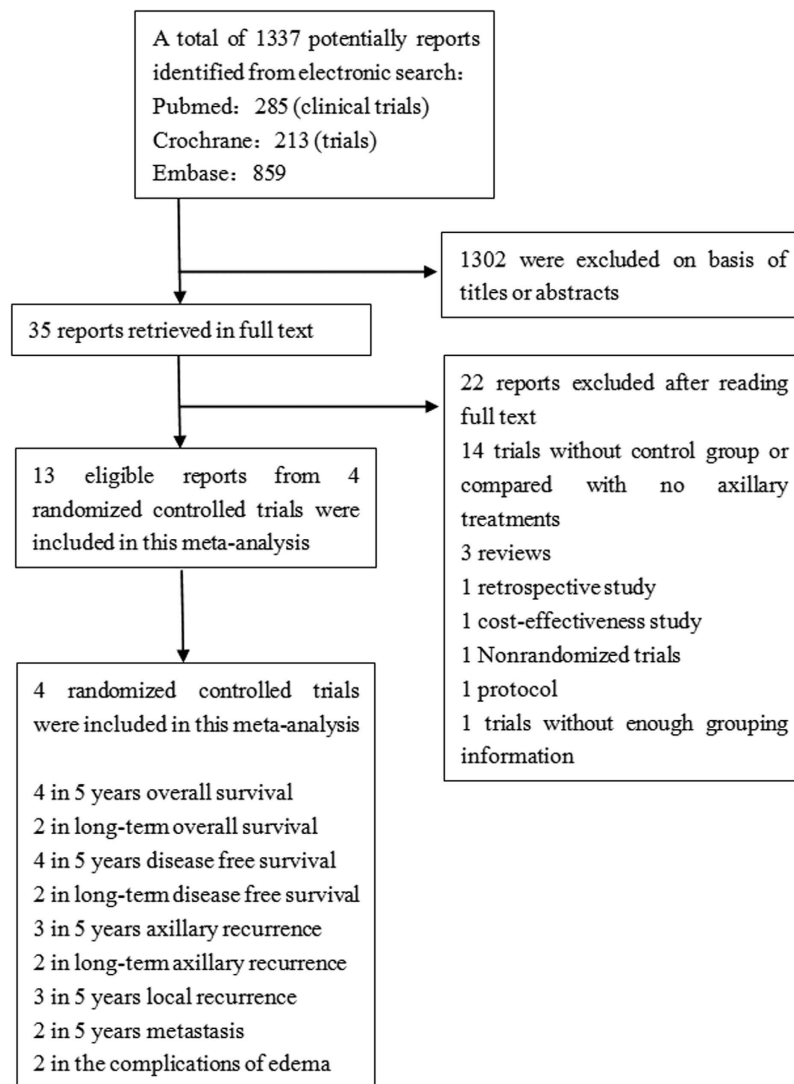 A total of 1337 potentially reports
identified from electronic search：
Pubmed：285 (clinical trials)
Crochrane：213 (trials)
Embase：859
1302 were excluded on basis of
titles or abstracts
35 reports retrieved in full text
22 reports excluded after reading
full text
14 trials without control group or
compared with no axillary
treatments
3 reviews
1 retrospective study
1 cost-effectiveness study
1 Nonrandomized trials
1 protocol
1 trials without enough grouping
information
13 eligible reports from 4
randomized controlled trials were
included in this meta-analysis
4 randomized controlled trials
were included in this meta-analysis
4 in 5 years overall survival
2 in long-term overall survival
4 in 5 years disease free survival
2 in long-term disease free survival
3 in 5 years axillary recurrence
2 in long-term axillary recurrence
3 in 5 years local recurrence
2 in 5 years metastasis
2 in the complications of edema